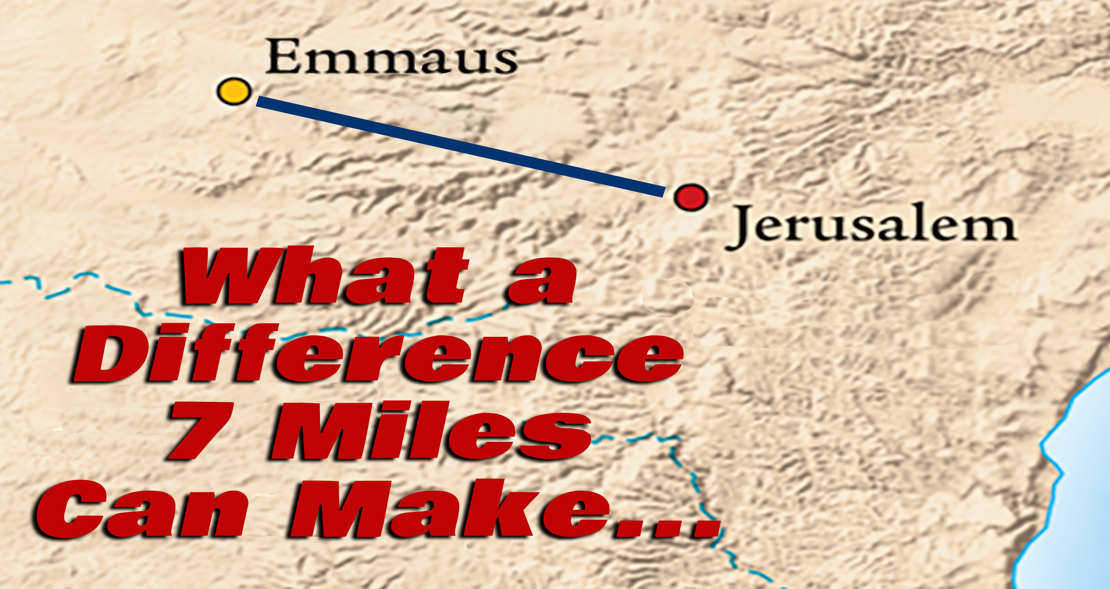 Emmaus
Jerusalem
What a
Difference
7 Miles
Can Make...